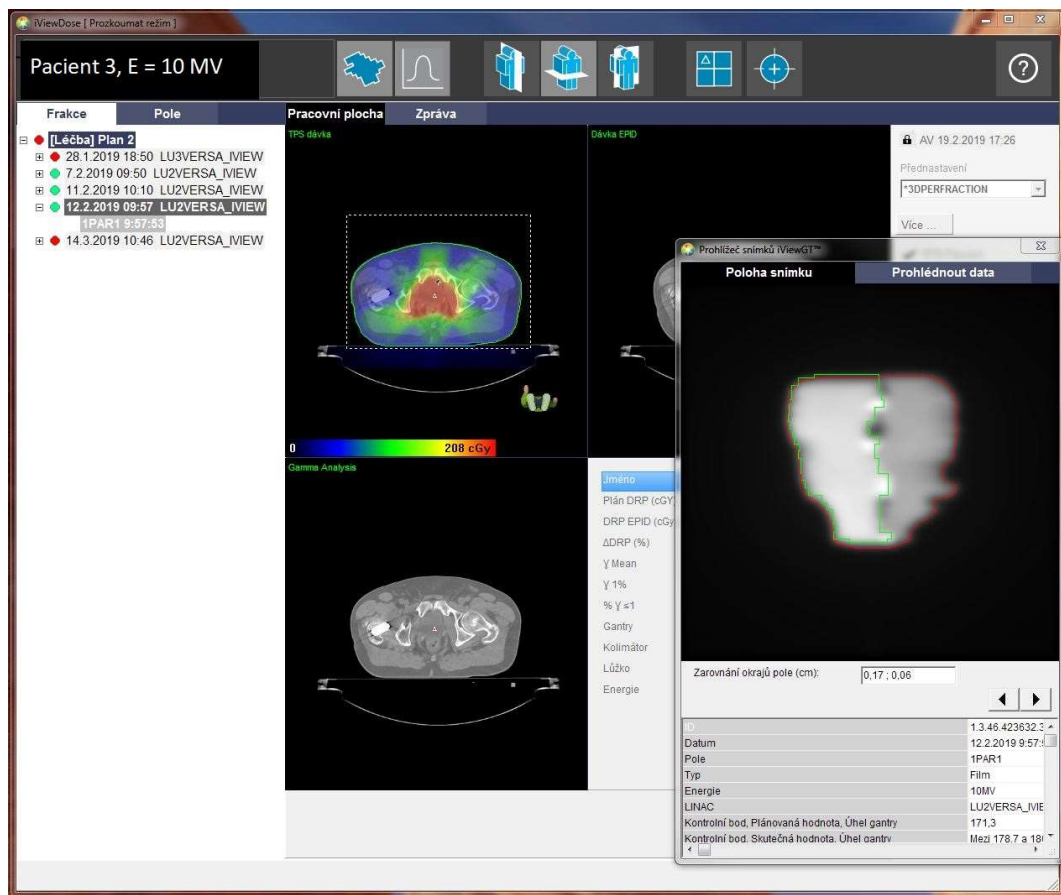 iViewDose [ Prozkoumat režim ]
Pacient 3, E = 10 MV
Frakce Pole
Pracovní plocha Zpráva
[Léčba] Plan 2
28.1.2019 18:50 LU3VERSA_IVIEW
7.2.2019 09:50 LU2VERSA_IVIEW
11.2.2019 10:10 LU2VERSA_IVIEW
12.2.2019 09:57 LU2VERSA_IVIEW
1PAR1 9:57:53
14.3.2019 10:46 LU2VERSA_IVIEW
TPS dávka
0 208 cGy
Dávka EPID
AV 19.2.2019 17:26
Přednastavení
*3DPERFRACTION
Více ...
Gamma Analysis
Jméno
Plán DRP (cGY)
DRP EPID (cGy
ΔDRP (%)
γ Mean
γ 1%
% γ ≤1
Gantry
Kolimátor
Lůžko
Energie
Prohlížeč snímků iViewGT™
Poloha snímku Prohlédnout data
Zarovnání okrajů pole (cm): 0,17 ; 0,06
ID 1.3.46.423632.3
Datum 12.2.2019 9:57:
Pole 1PAR1
Typ Film
Energie 10MV
LINAC LU2VERSA_IVIE
Kontrolní bod, Plánovaná hodnota, Úhel gantry 171,3
Kontrolní bod, Skutečná hodnota, Úhel gantry Mezi 178,7 a 18